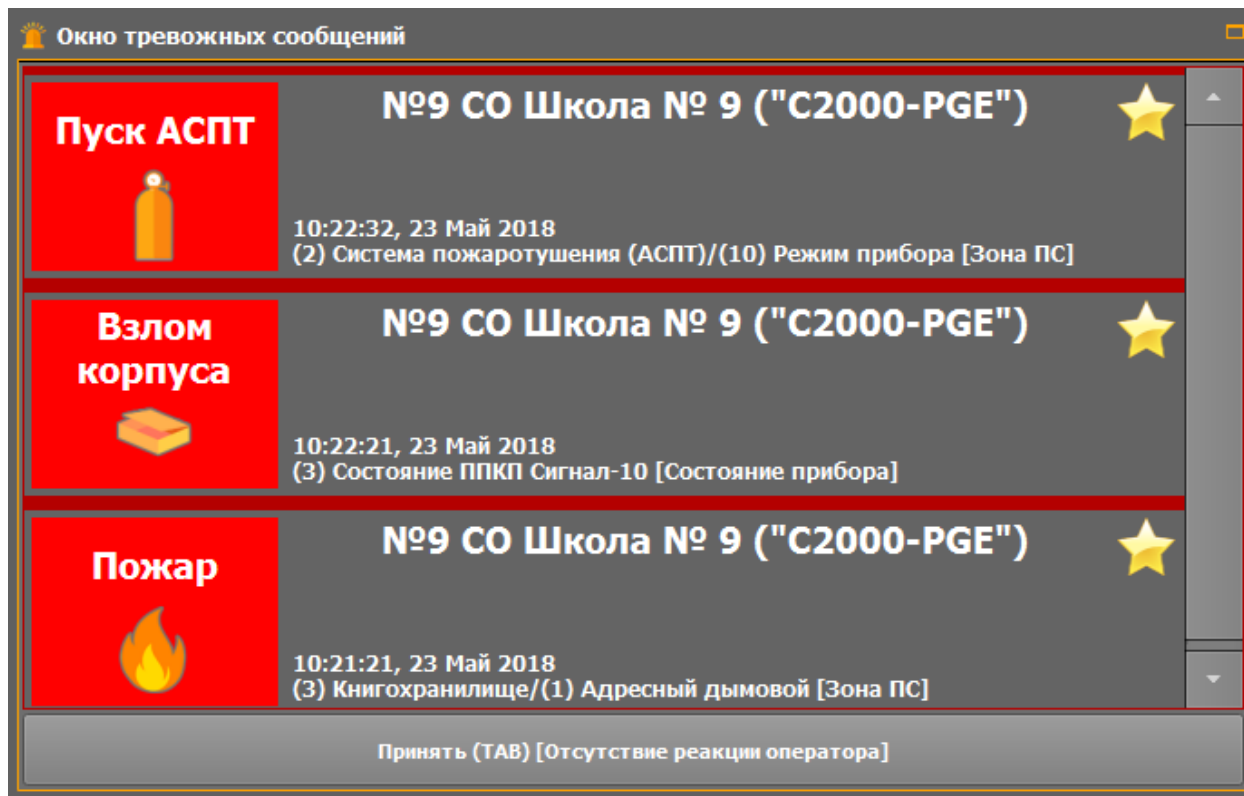 Окно тревожных сообщений
Пуск АСПТ
№9 СО Школа № 9 ("С2000-PGE")
10:22:32, 23 Май 2018
(2) Система пожаротушения (АСПТ)/(10) Режим прибора [Зона ПС]
Взлом
корпуса
№9 СО Школа № 9 ("С2000-PGE")
10:22:21, 23 Май 2018
(3) Состояние ППКП Сигнал-10 [Состояние прибора]
Пожар
№9 СО Школа № 9 ("С2000-PGE")
10:21:21, 23 Май 2018
(3) Книгохранилище/(1) Адресный дымовой [Зона ПС]
Принять (TAB) [Отсутствие реакции оператора]